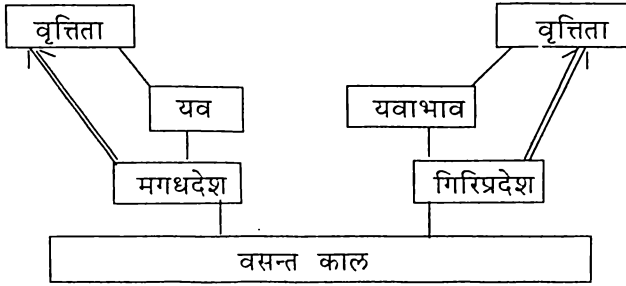 वृत्तिता वृत्तिता
यव यवाभाव
मगधदेश गिरिप्रदेश
वसन्त काल